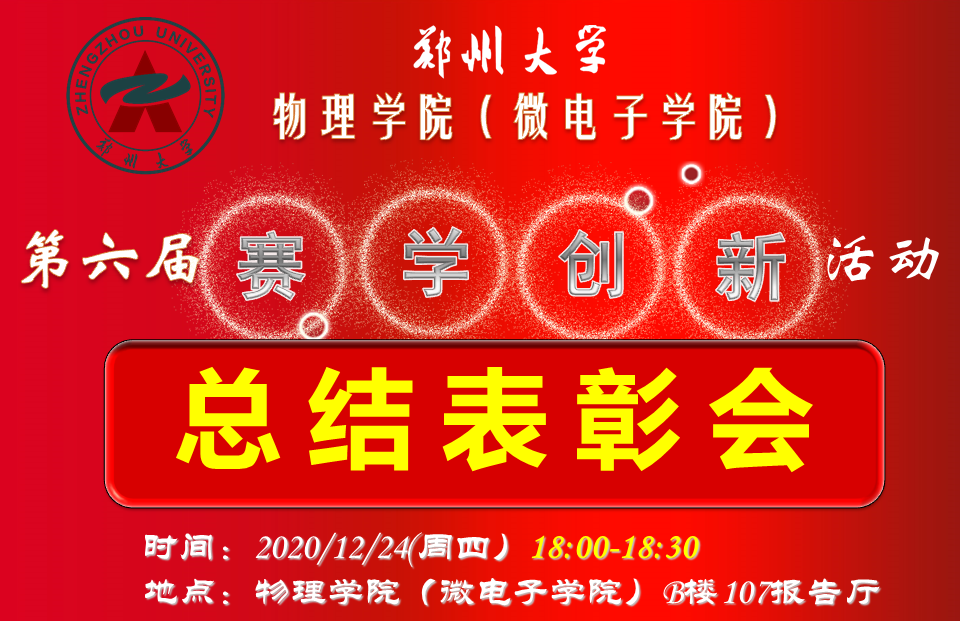 ZHENGZHOU UNIVERSITY
郑州大学
郑州大学
物理学院（微电子学院）
第六届赛学创新活动
总结表彰会
时间：2020/12/24(周四）18:00-18:30
地点：物理学院（微电子学院）B楼107报告厅